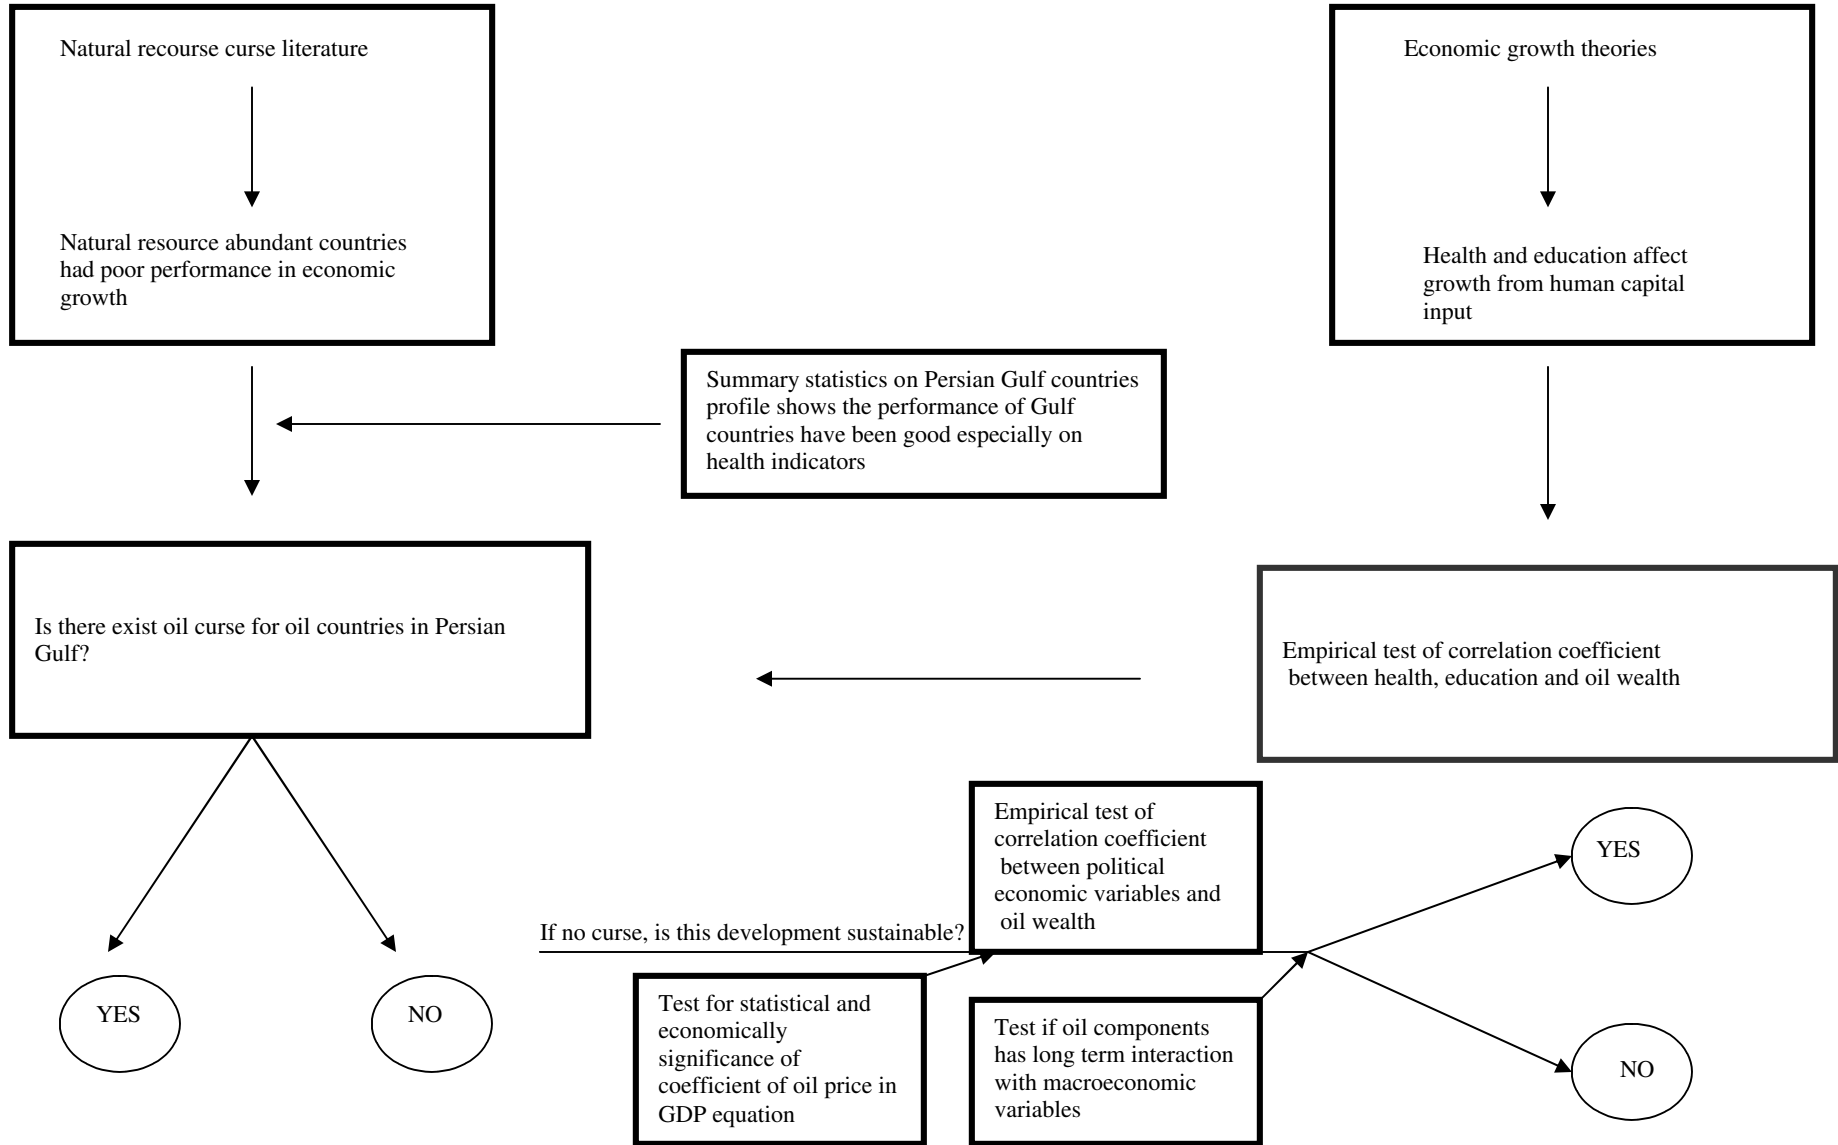 Natural recourse curse literature
Natural resource abundant countries
had poor performance in economic
growth
Economic growth theories
Health and education affect
growth from human capital
input
Summary statistics on Persian Gulf countries
profile shows the performance of Gulf
countries have been good especially on
health indicators
Is there exist oil curse for oil countries in Persian
Gulf?
Empirical test of correlation coefficient
between health, education and oil wealth
YES
NO
If no curse, is this development sustainable?
Empirical test of
correlation coefficient
between political
economic variables and
oil wealth
Test for statistical and
economically
significance of
coefficient of oil price in
GDP equation
Test if oil components
has long term interaction
with macroeconomic
variables
YES
NO